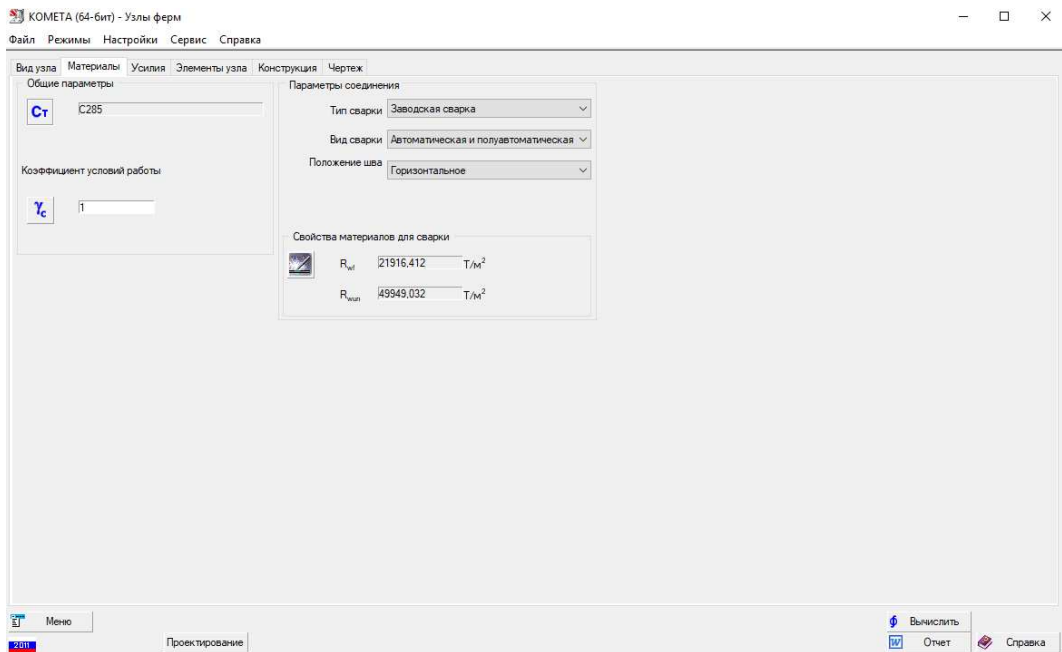 КОМЕТА (64-бит) - Узлы ферм
Файл Режимы Настройки Сервис Справка
Вид узла Материалы Усилия Элементы узла Конструкция Чертеж
Общие параметры
Ст C285
Коэффициент условий работы
γc 1
Параметры соединения
Тип сварки Заводская сварка
Вид сварки Автоматическая и полуавтоматическая
Положение шва Горизонтальное
Свойства материалов для сварки
Rwf 21916,412 Т/м2
Rwun 49949,032 Т/м2
Меню
Вычислить
2011 Проектирование
Отчет Справка